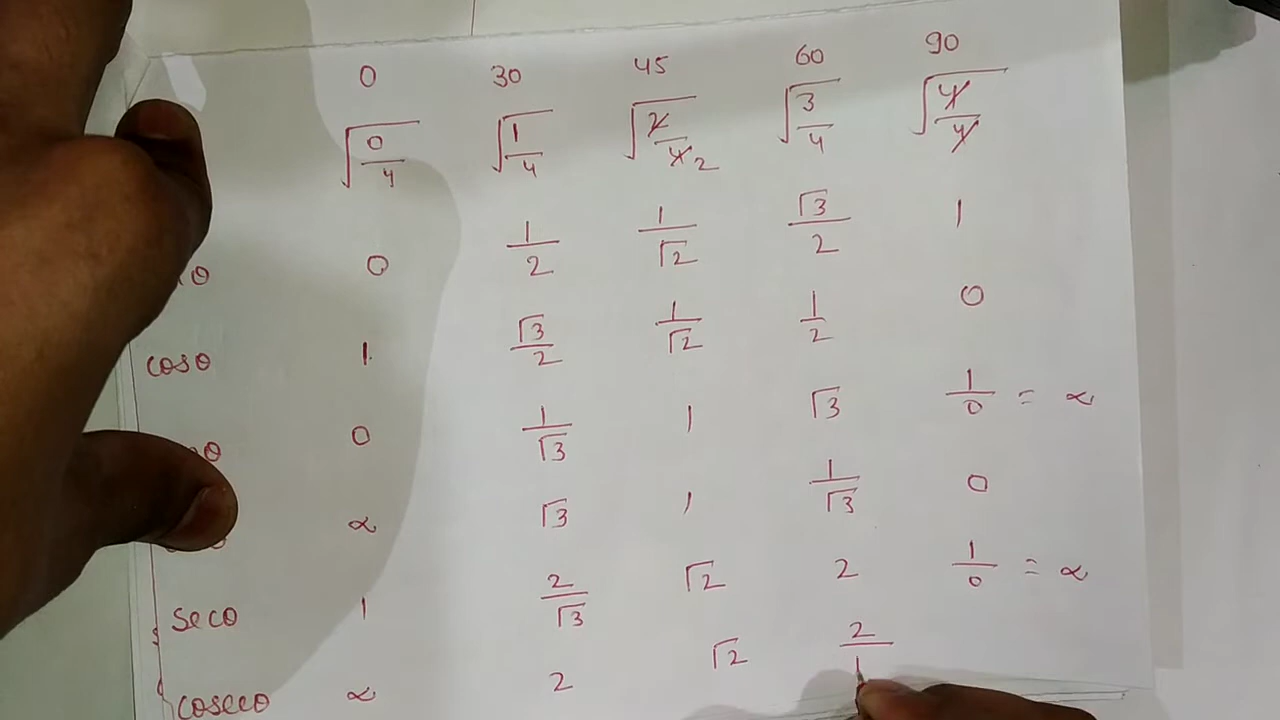 0 30 45 60 90
√(0/4) √(1/4) √(2/4) 2 √(3/4) √(4/4)
0 1/2 1/√2 √3/2 1
cosθ 1 √3/2 1/√2 1/2 0
0 1/√3 1 √3 1/0 = ∝
∝ √3 1 1/√3 0
secθ 1 2/√3 √2 2 1/0 = ∝
cosecθ ∝ 2 √2 2/